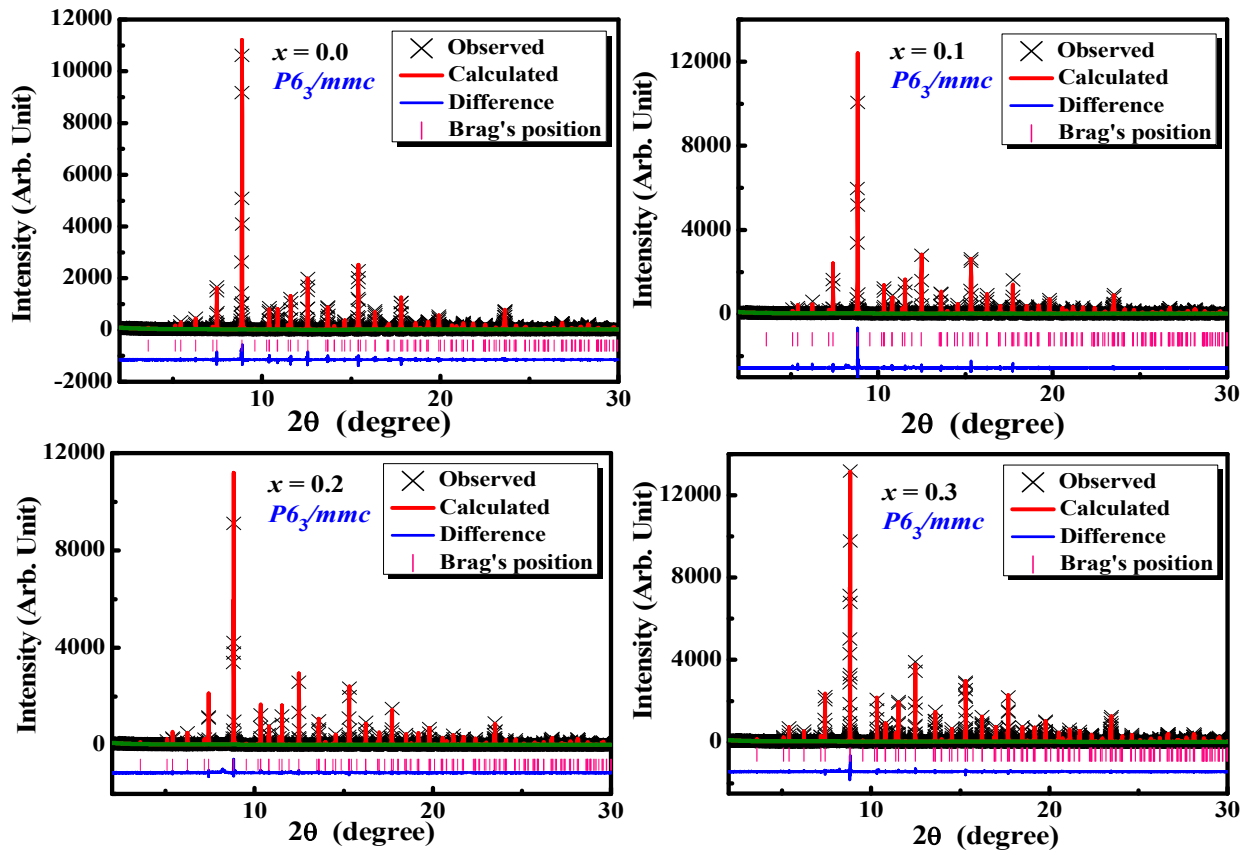 12000
10000
8000
6000
4000
2000
0
-2000
Intensity (Arb. Unit)
x = 0.0
P6₃/mmc
Observed
Calculated
Difference
Brag's position
10
20
30
2θ (degree)
12000
8000
4000
0
Intensity (Arb. Unit)
x = 0.1
P6₃/mmc
Observed
Calculated
Difference
Brag's position
10
20
30
2θ (degree)
12000
8000
4000
0
Intensity (Arb. Unit)
x = 0.2
P6₃/mmc
Observed
Calculated
Difference
Brag's position
10
20
30
2θ (degree)
12000
8000
4000
0
Intensity (Arb. Unit)
x = 0.3
P6₃/mmc
Observed
Calculated
Difference
Brag's position
10
20
30
2θ (degree)